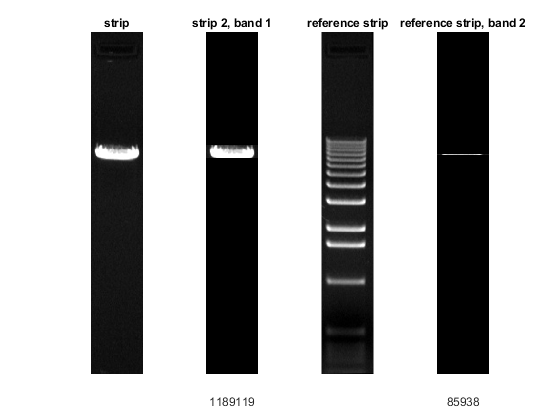 strip
strip 2, band 1
reference strip
reference strip, band 2
1189119
85938